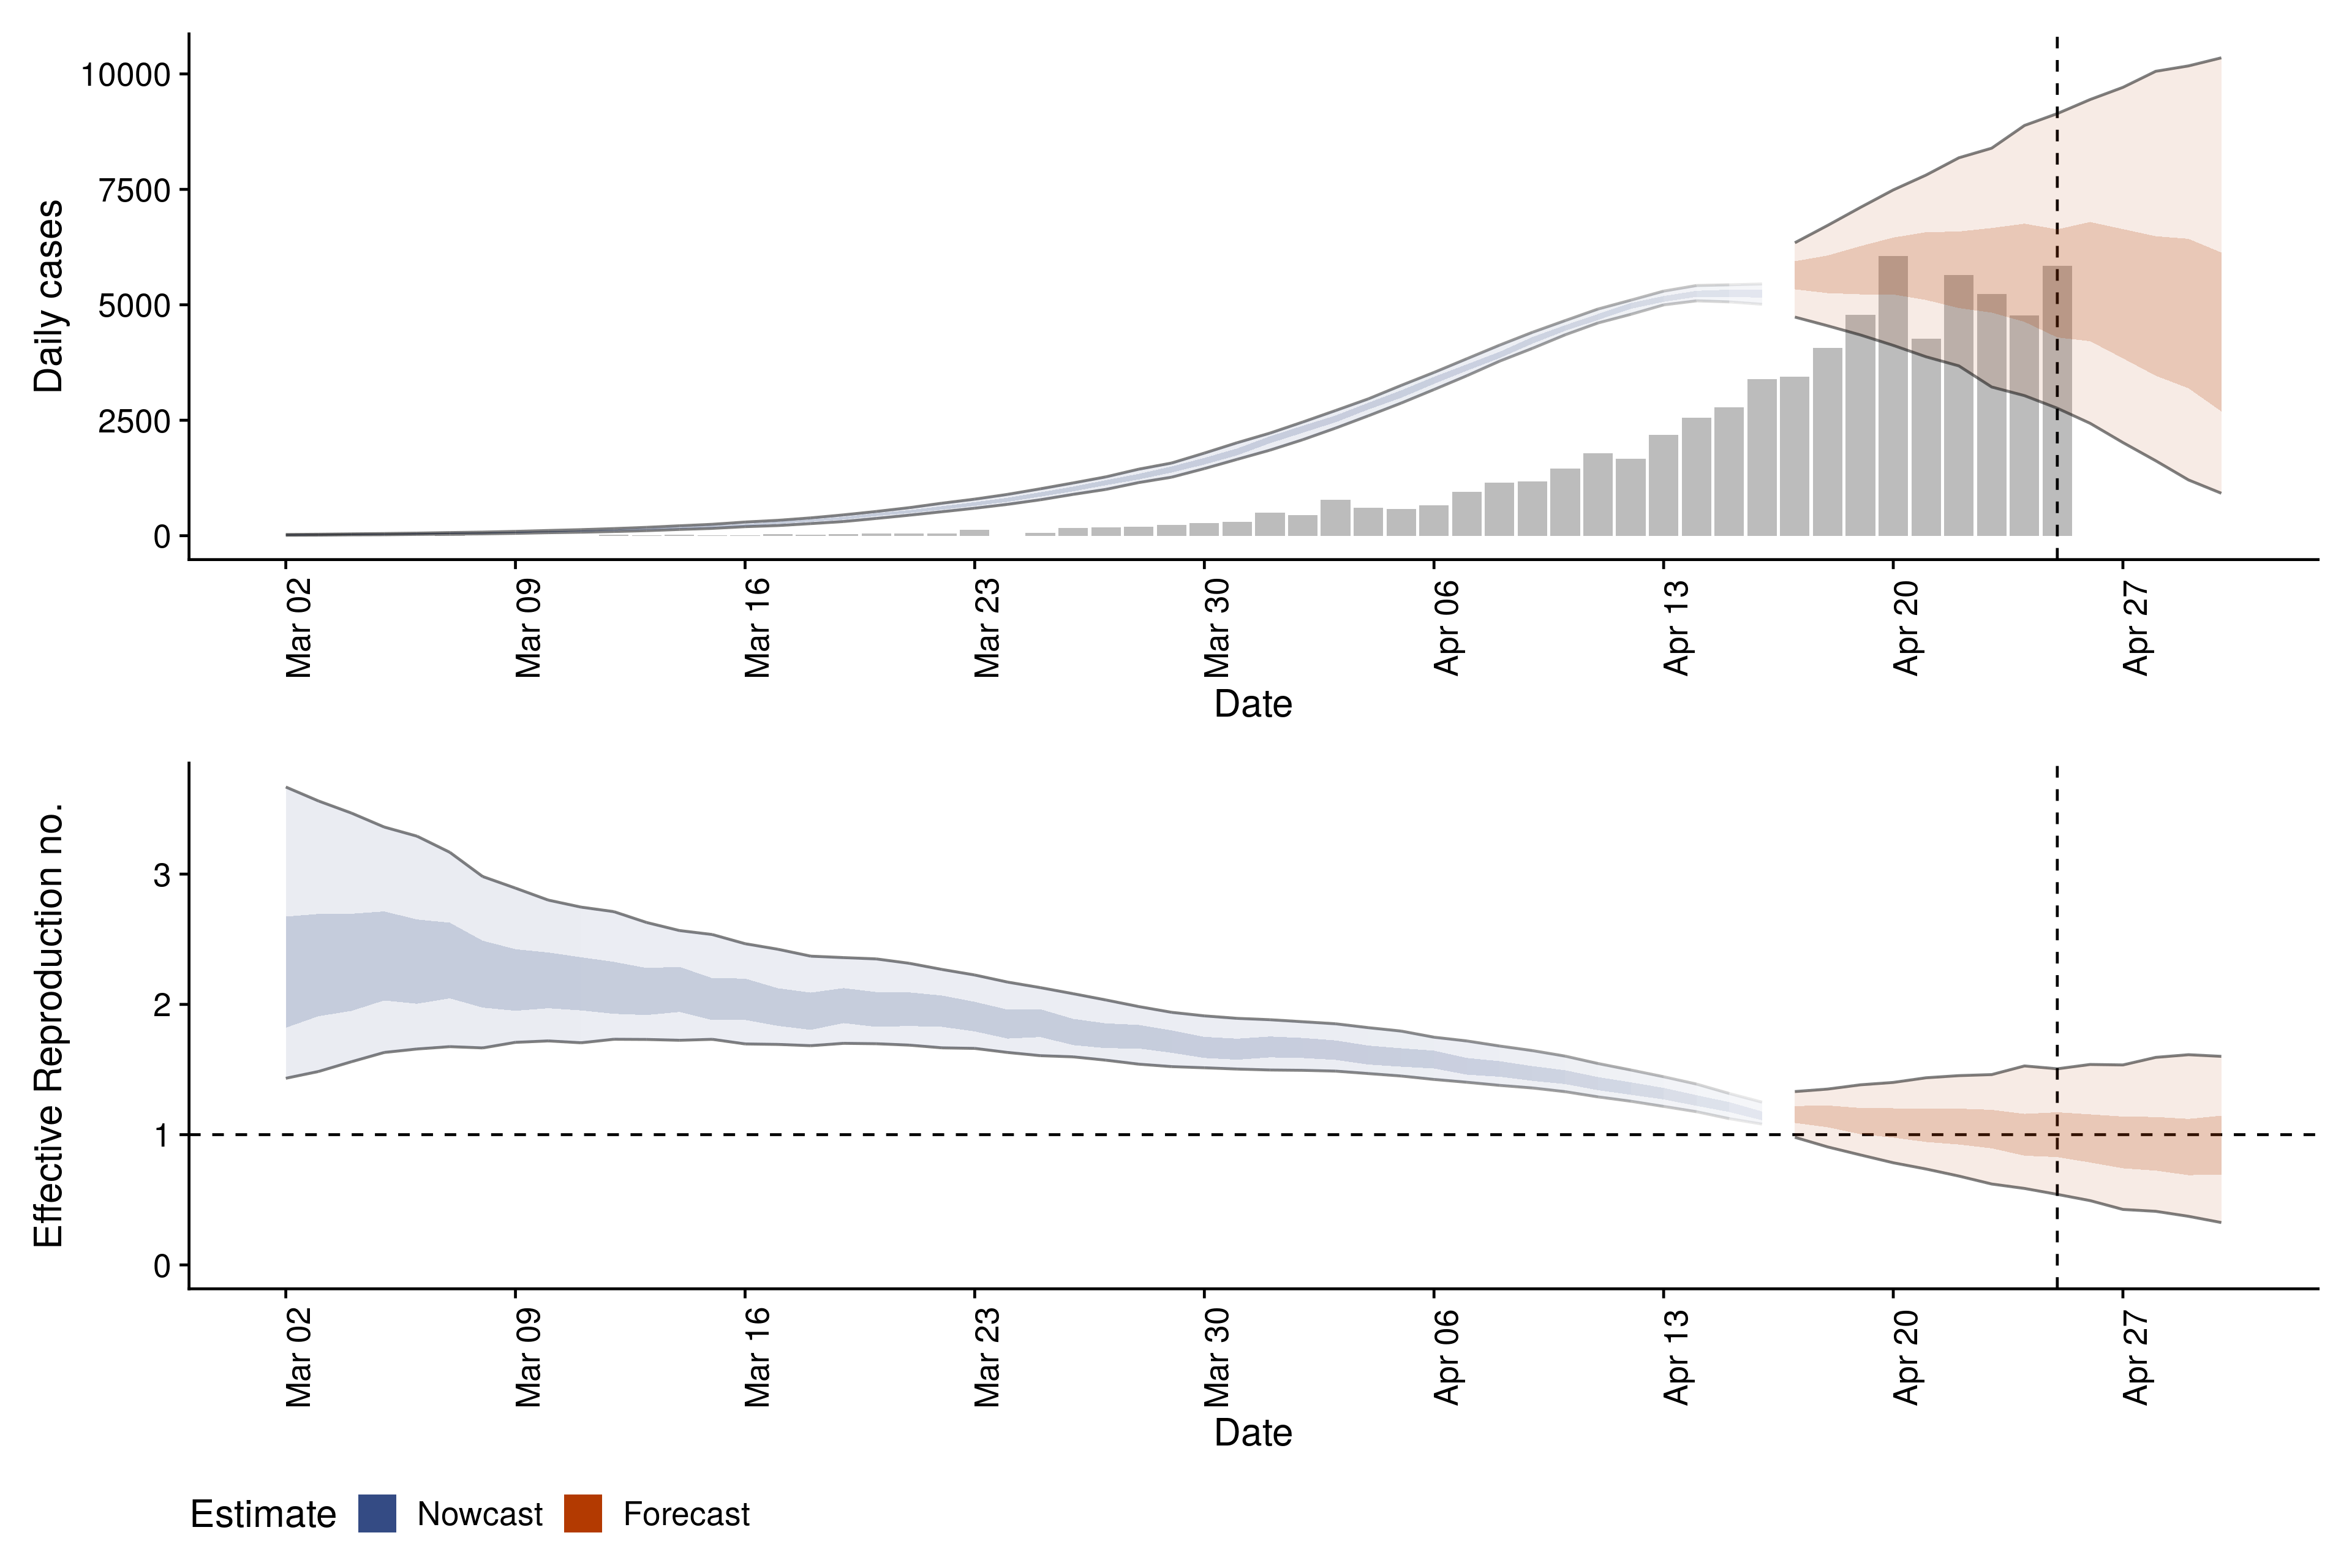 Daily cases
10000
7500
5000
2500
0
Mar 02
Mar 09
Mar 16
Mar 23
Mar 30
Apr 06
Apr 13
Apr 20
Apr 27
Date
Effective Reproduction no.
3
2
1
0
Mar 02
Mar 09
Mar 16
Mar 23
Mar 30
Apr 06
Apr 13
Apr 20
Apr 27
Date
Estimate Nowcast Forecast